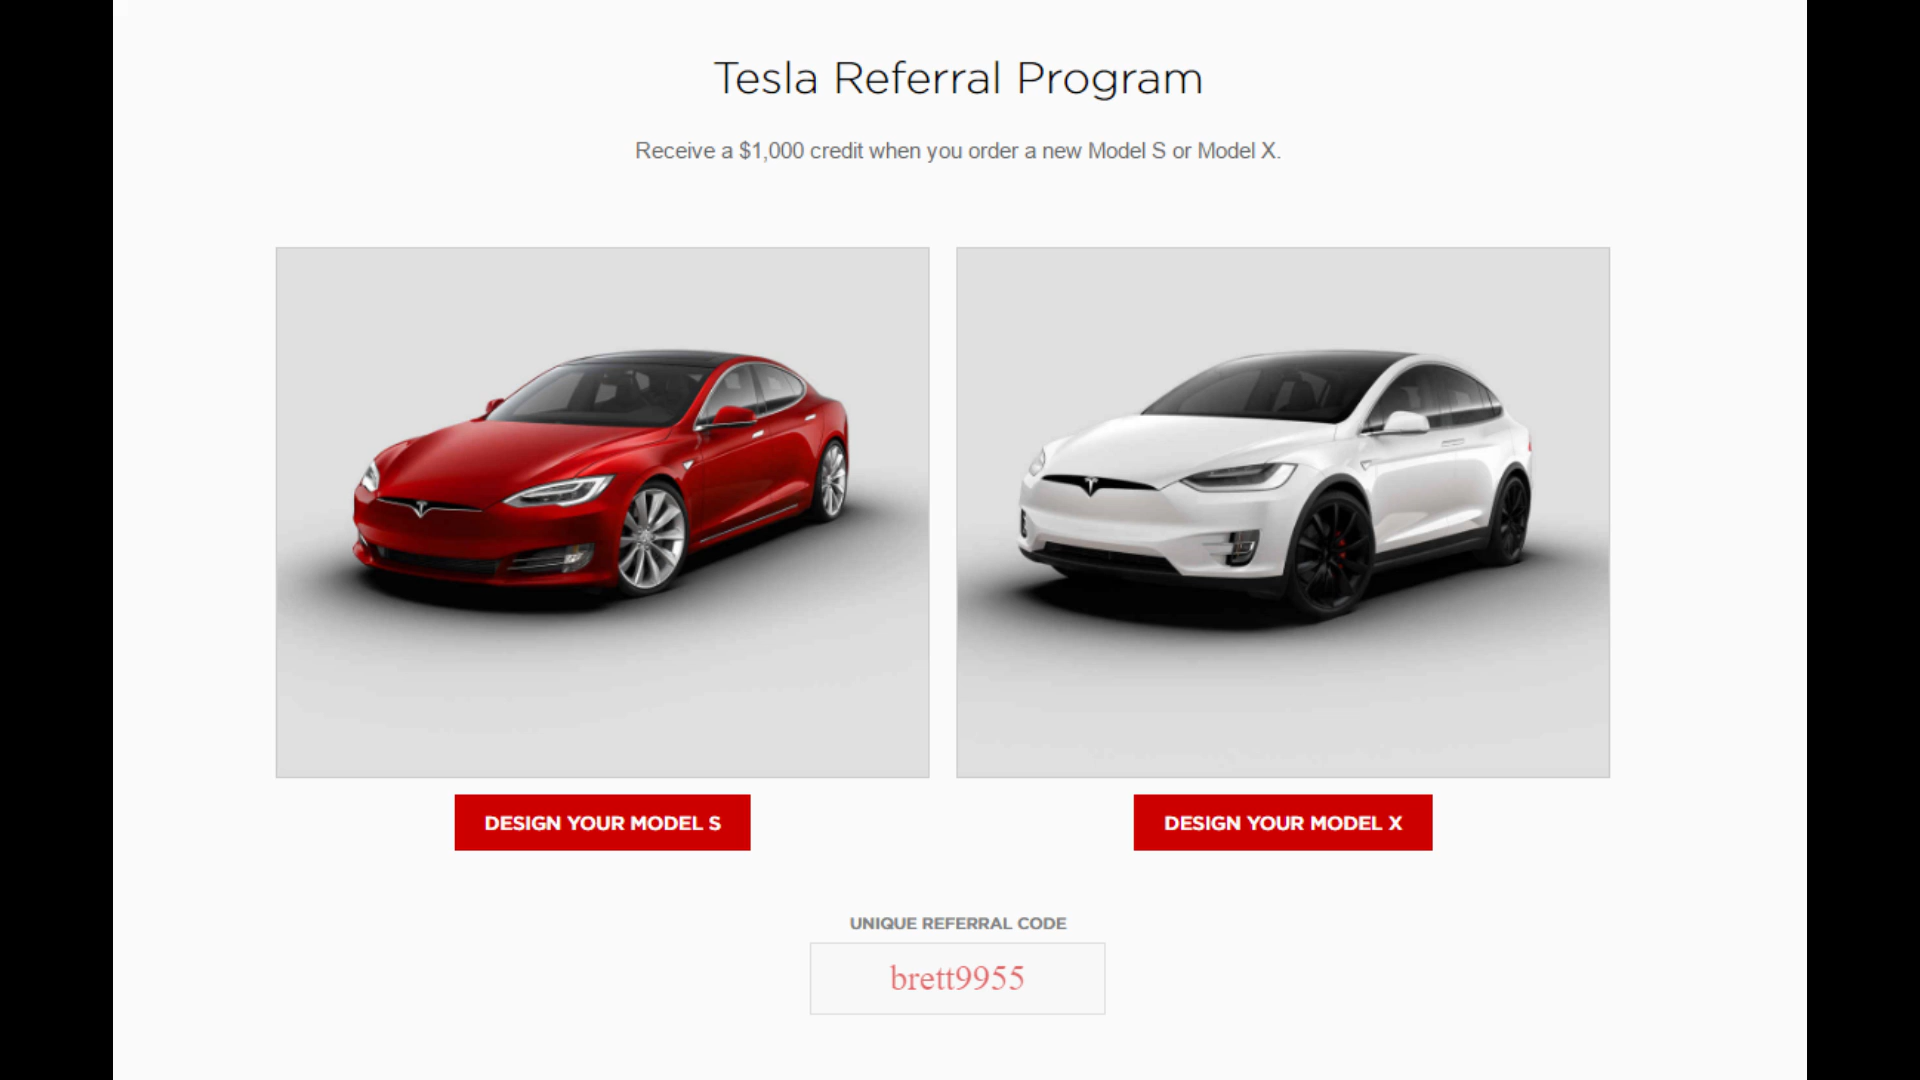 Tesla Referral Program
Receive a $1,000 credit when you order a new Model S or Model X.
DESIGN YOUR MODEL S
DESIGN YOUR MODEL X
UNIQUE REFERRAL CODE
brett9955